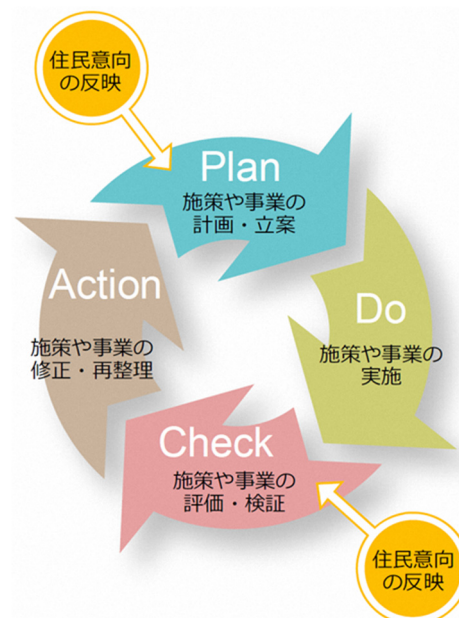 住民意向
の反映
Plan
施策や事業の
計画・立案
Do
施策や事業の
実施
Check
施策や事業の
評価・検証
住民意向
の反映
Action
施策や事業の
修正・再整理